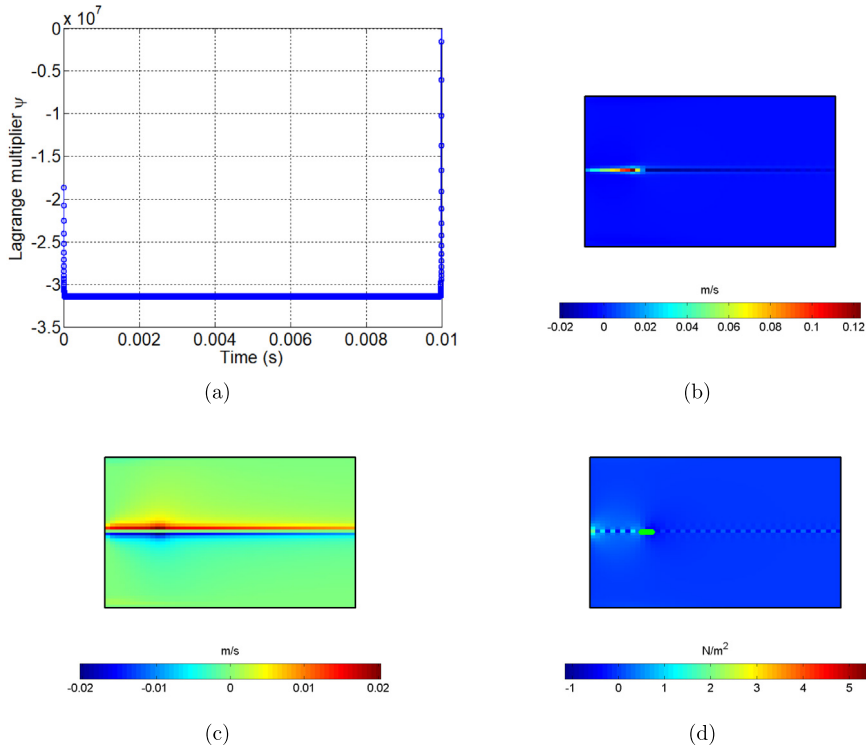 x 10^7
0
-0.5
-1
-1.5
-2
-2.5
-3
-3.5
Lagrange multiplier ψ
0 0.002 0.004 0.006 0.008 0.01
Time (s)
(a)
m/s
-0.02 0 0.02 0.04 0.06 0.08 0.1 0.12
(b)
m/s
-0.02 -0.01 0 0.01 0.02
(c)
N/m²
-1 0 1 2 3 4 5
(d)